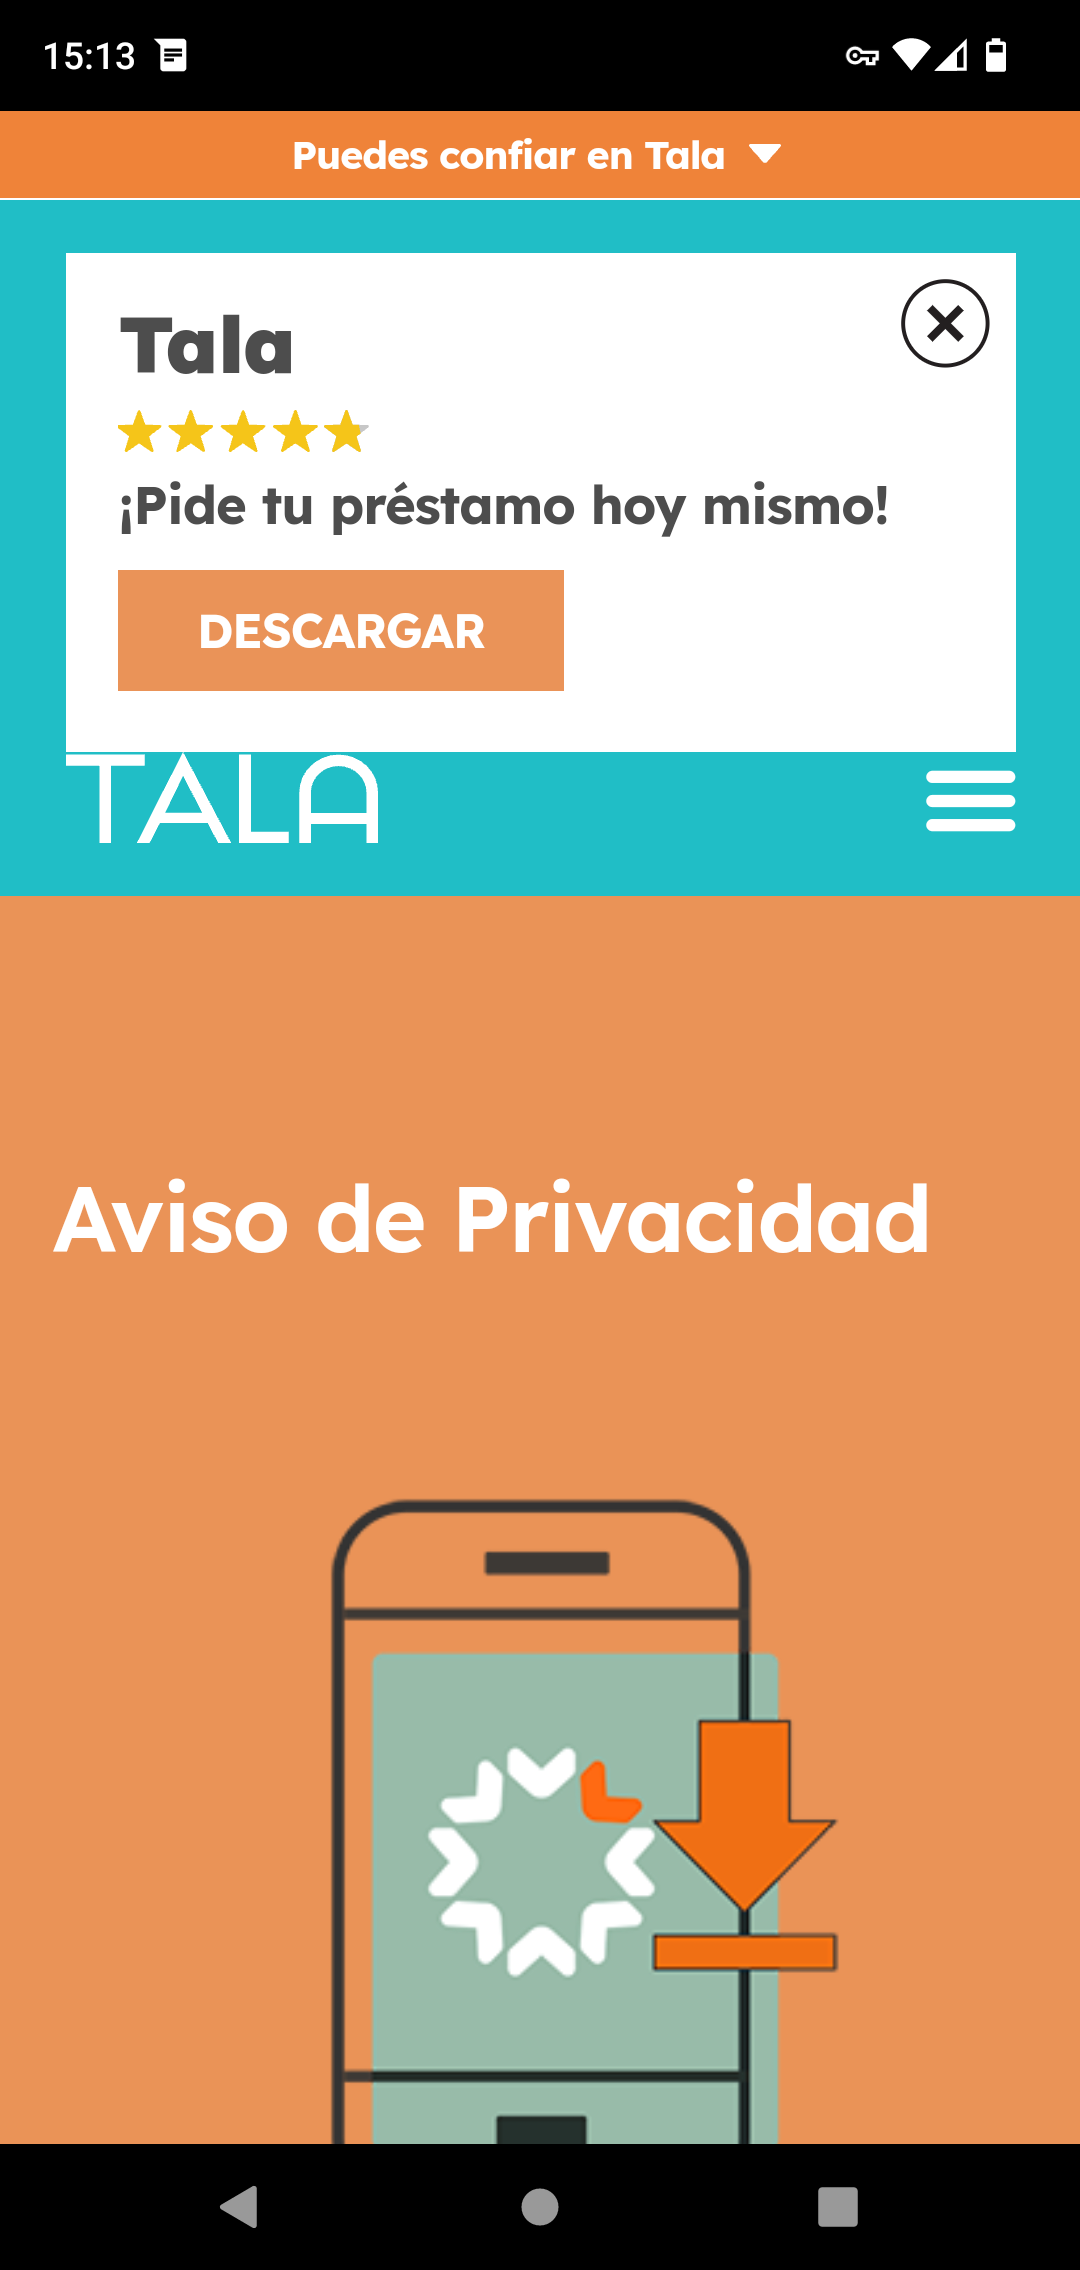 15:13
Puedes confiar en Tala
Tala
¡Pide tu préstamo hoy mismo!
DESCARGAR
TALA
Aviso de Privacidad